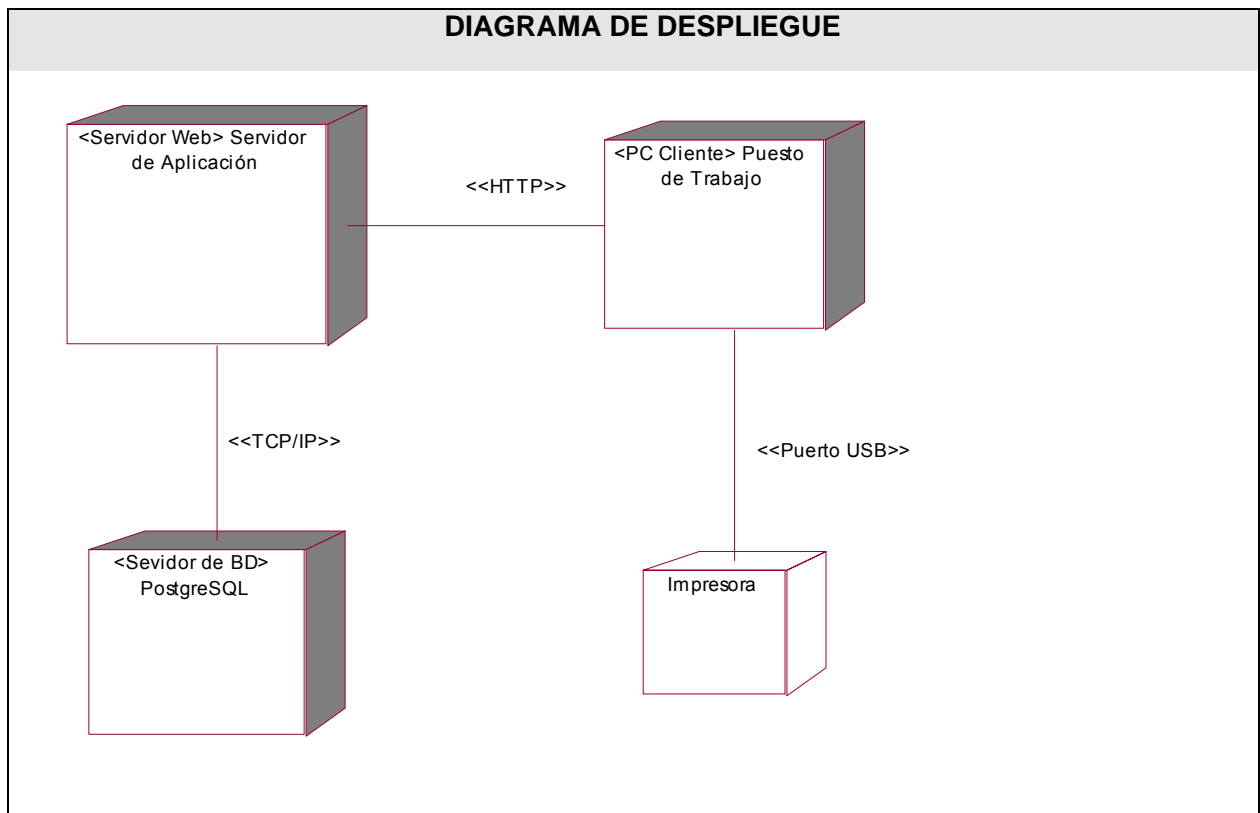 DIAGRAMA DE DESPLIEGUE
<Servidor Web> Servidor
de Aplicación
<<HTTP>>
<PC Cliente> Puesto
de Trabajo
<<TCP/IP>>
<<Puerto USB>>
<Sevidor de BD>
PostgreSQL
Impresora